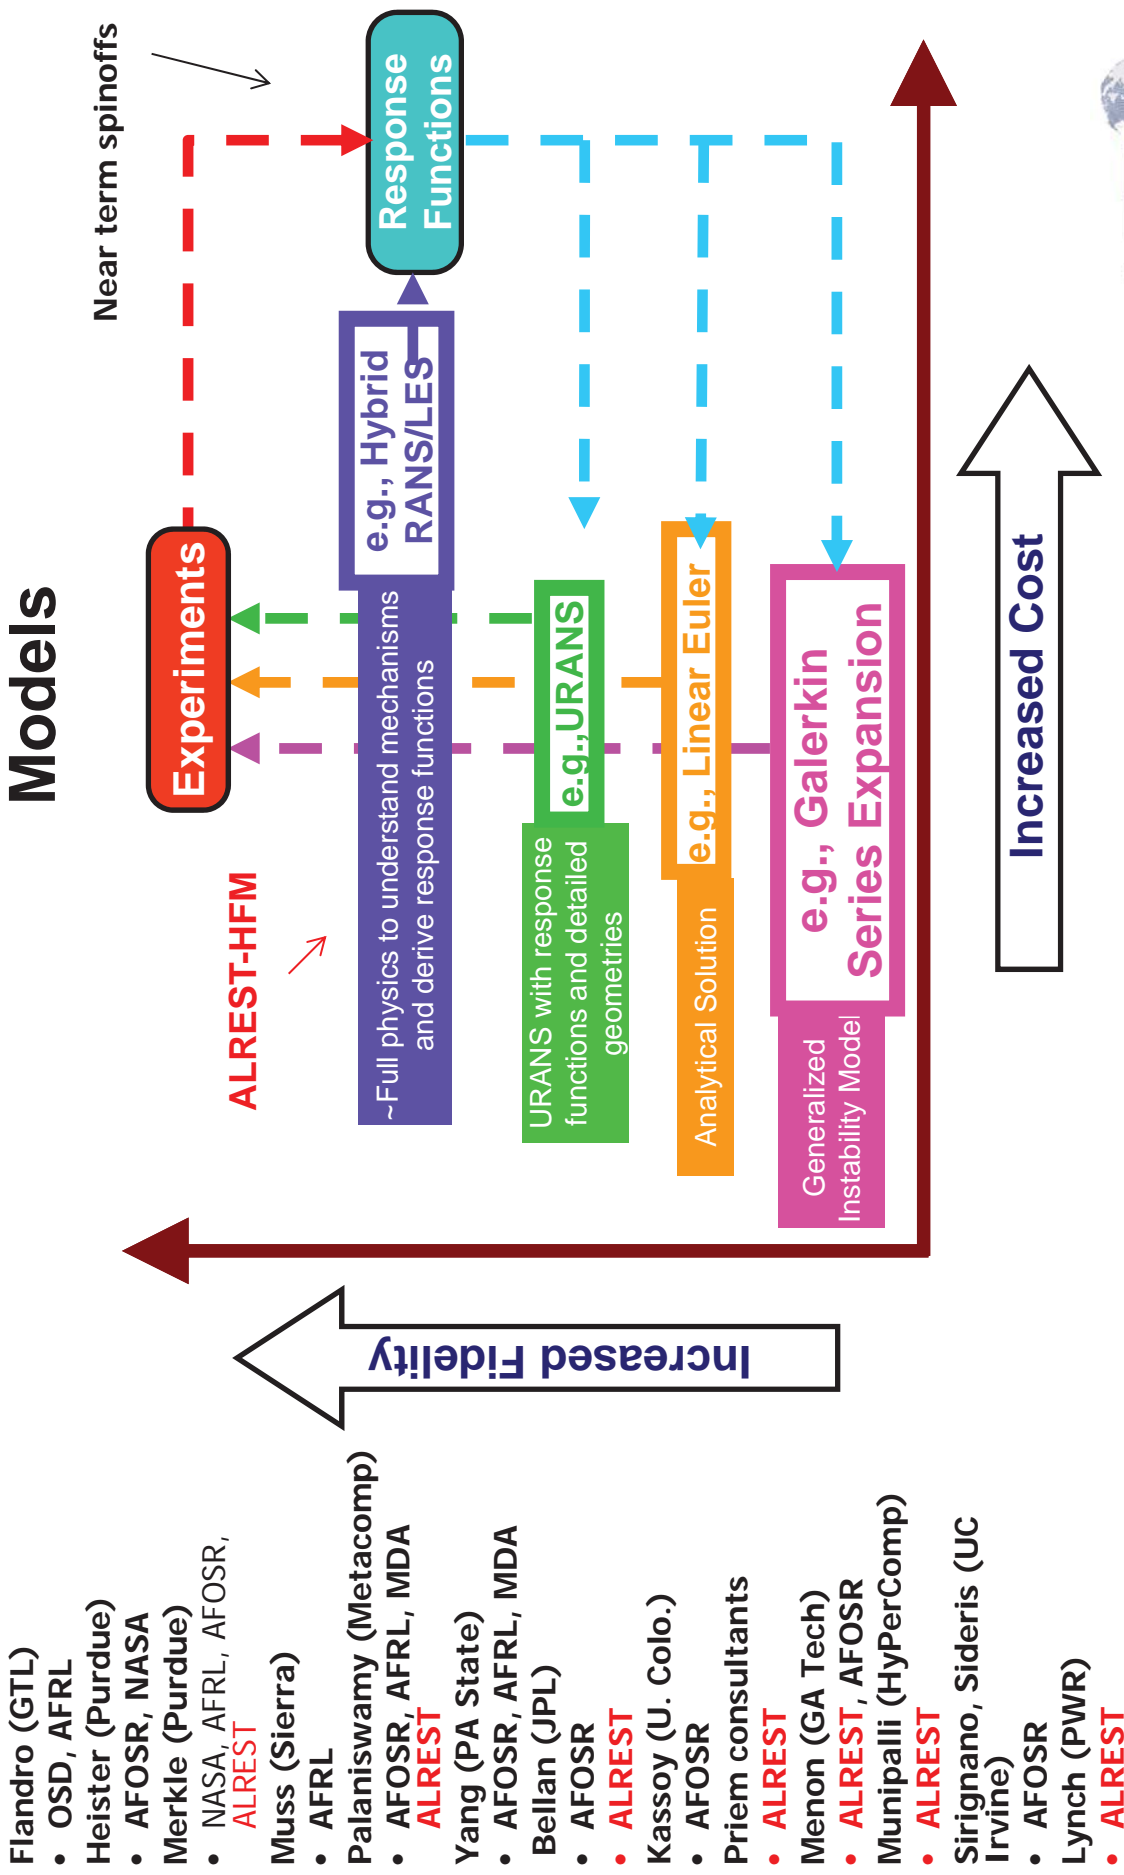 Models
Flandro (GTL)
• OSD, AFRL
Heister (Purdue)
• AFOSR, NASA
Merkle (Purdue)
• NASA, AFRL, AFOSR,
ALREST
Muss (Sierra)
• AFRL
Palaniswamy (Metacomp)
• AFOSR, AFRL, MDA
ALREST
Yang (PA State)
• AFOSR, AFRL, MDA
Bellan (JPL)
• AFOSR
• ALREST
Kassoy (U. Colo.)
• AFOSR
Priem consultants
• ALREST
Menon (GA Tech)
• ALREST, AFOSR
Munipalli (HyPerComp)
• ALREST
Sirignano, Sideris (UC
Irvine)
• AFOSR
Lynch (PWR)
• ALREST
Increased Fidelity
ALREST-HFM
Experiments
Near term spinoffs
~Full physics to understand mechanisms
and derive response functions
e.g., Hybrid
RANS/LES
Response
Functions
URANS with response
functions and detailed
geometries
e.g.,URANS
Analytical Solution
e.g., Linear Euler
Generalized
Instability Model
e.g., Galerkin
Series Expansion
Increased Cost